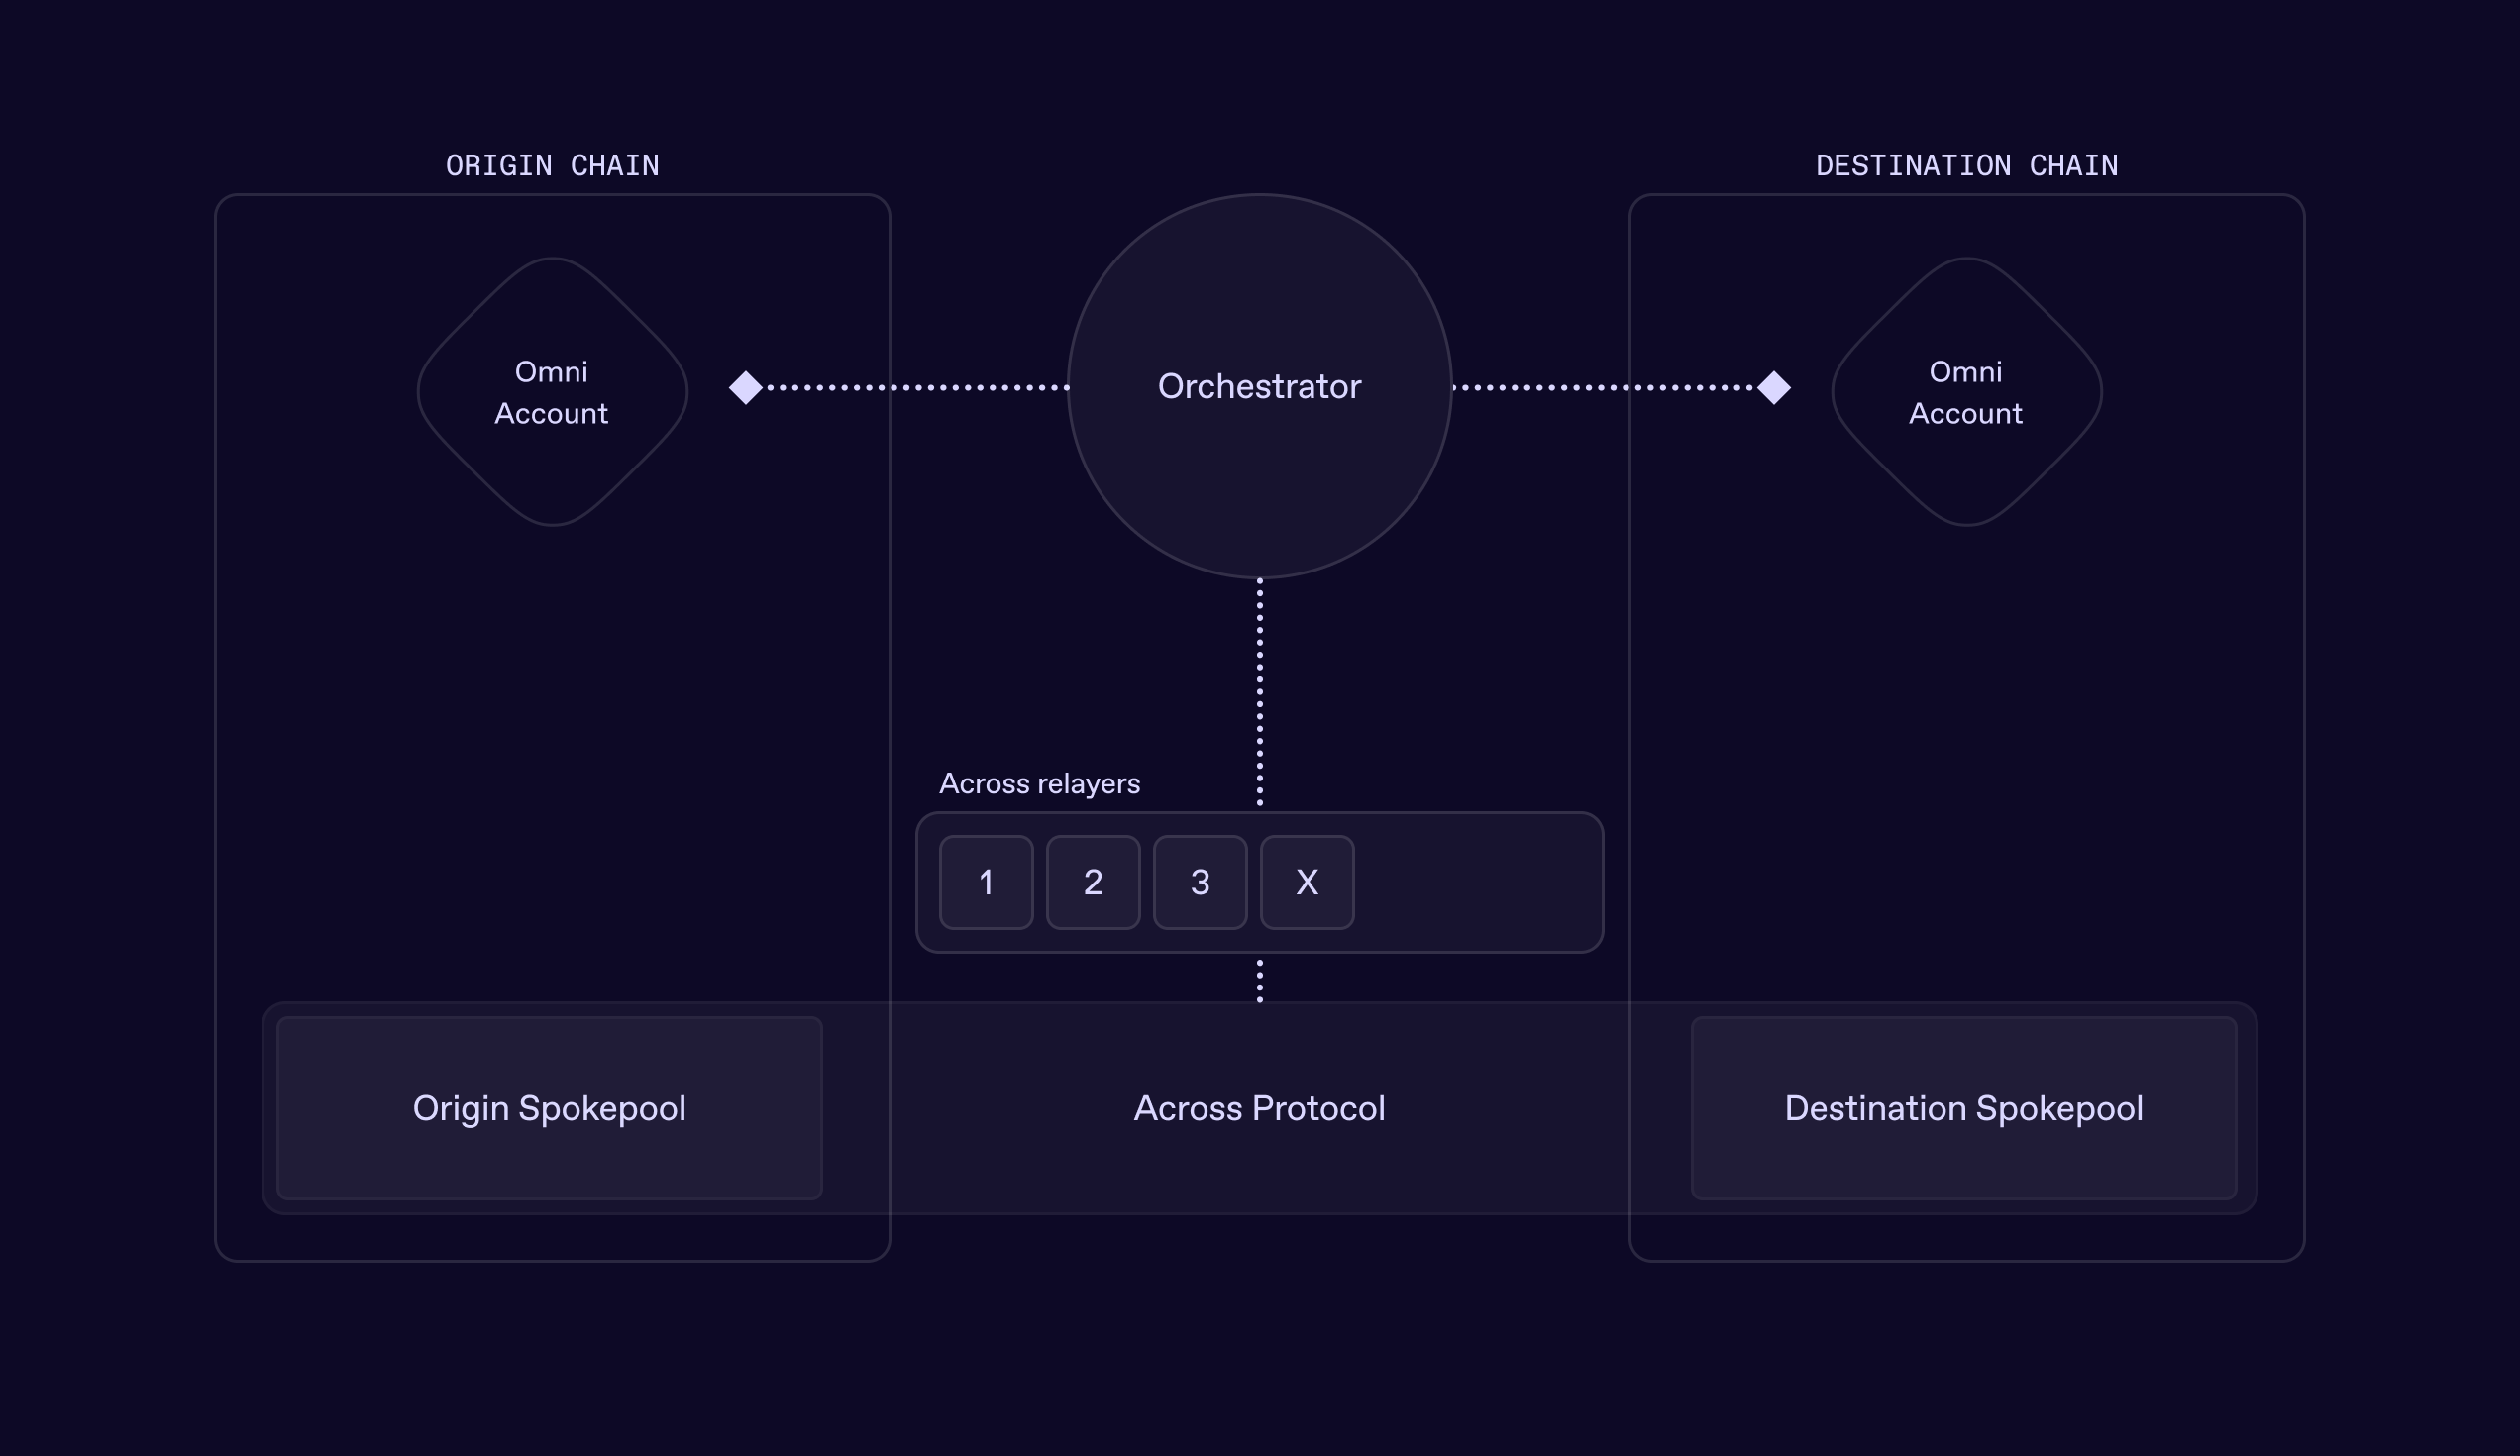 ORIGIN CHAIN
DESTINATION CHAIN
Omni
Account
Orchestrator
Omni
Account
Across relayers
1 2 3 X
Origin Spokepool
Across Protocol
Destination Spokepool